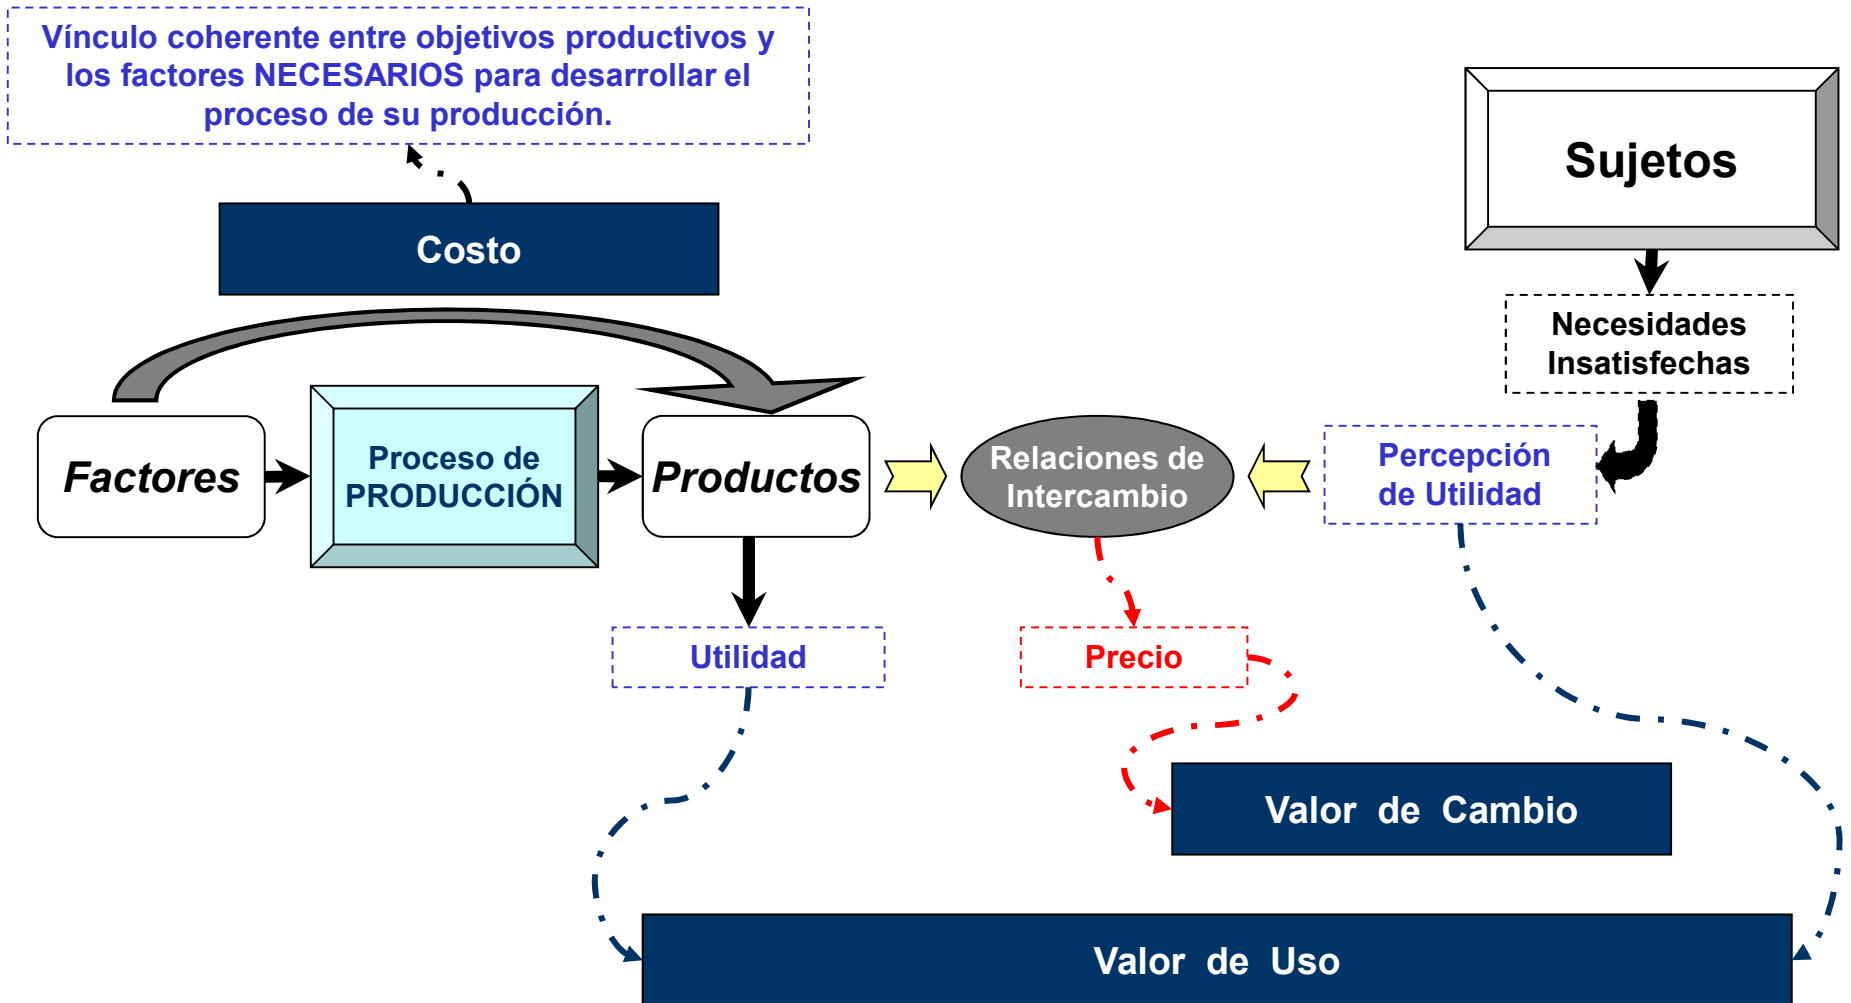 Vínculo coherente entre objetivos productivos y
los factores NECESARIOS para desarrollar el
proceso de su producción.
Sujetos
Costo
Necesidades
Insatisfechas
Factores
Proceso de
PRODUCCIÓN
Productos
Relaciones de
Intercambio
Percepción
de Utilidad
Utilidad
Precio
Valor de Cambio
Valor de Uso